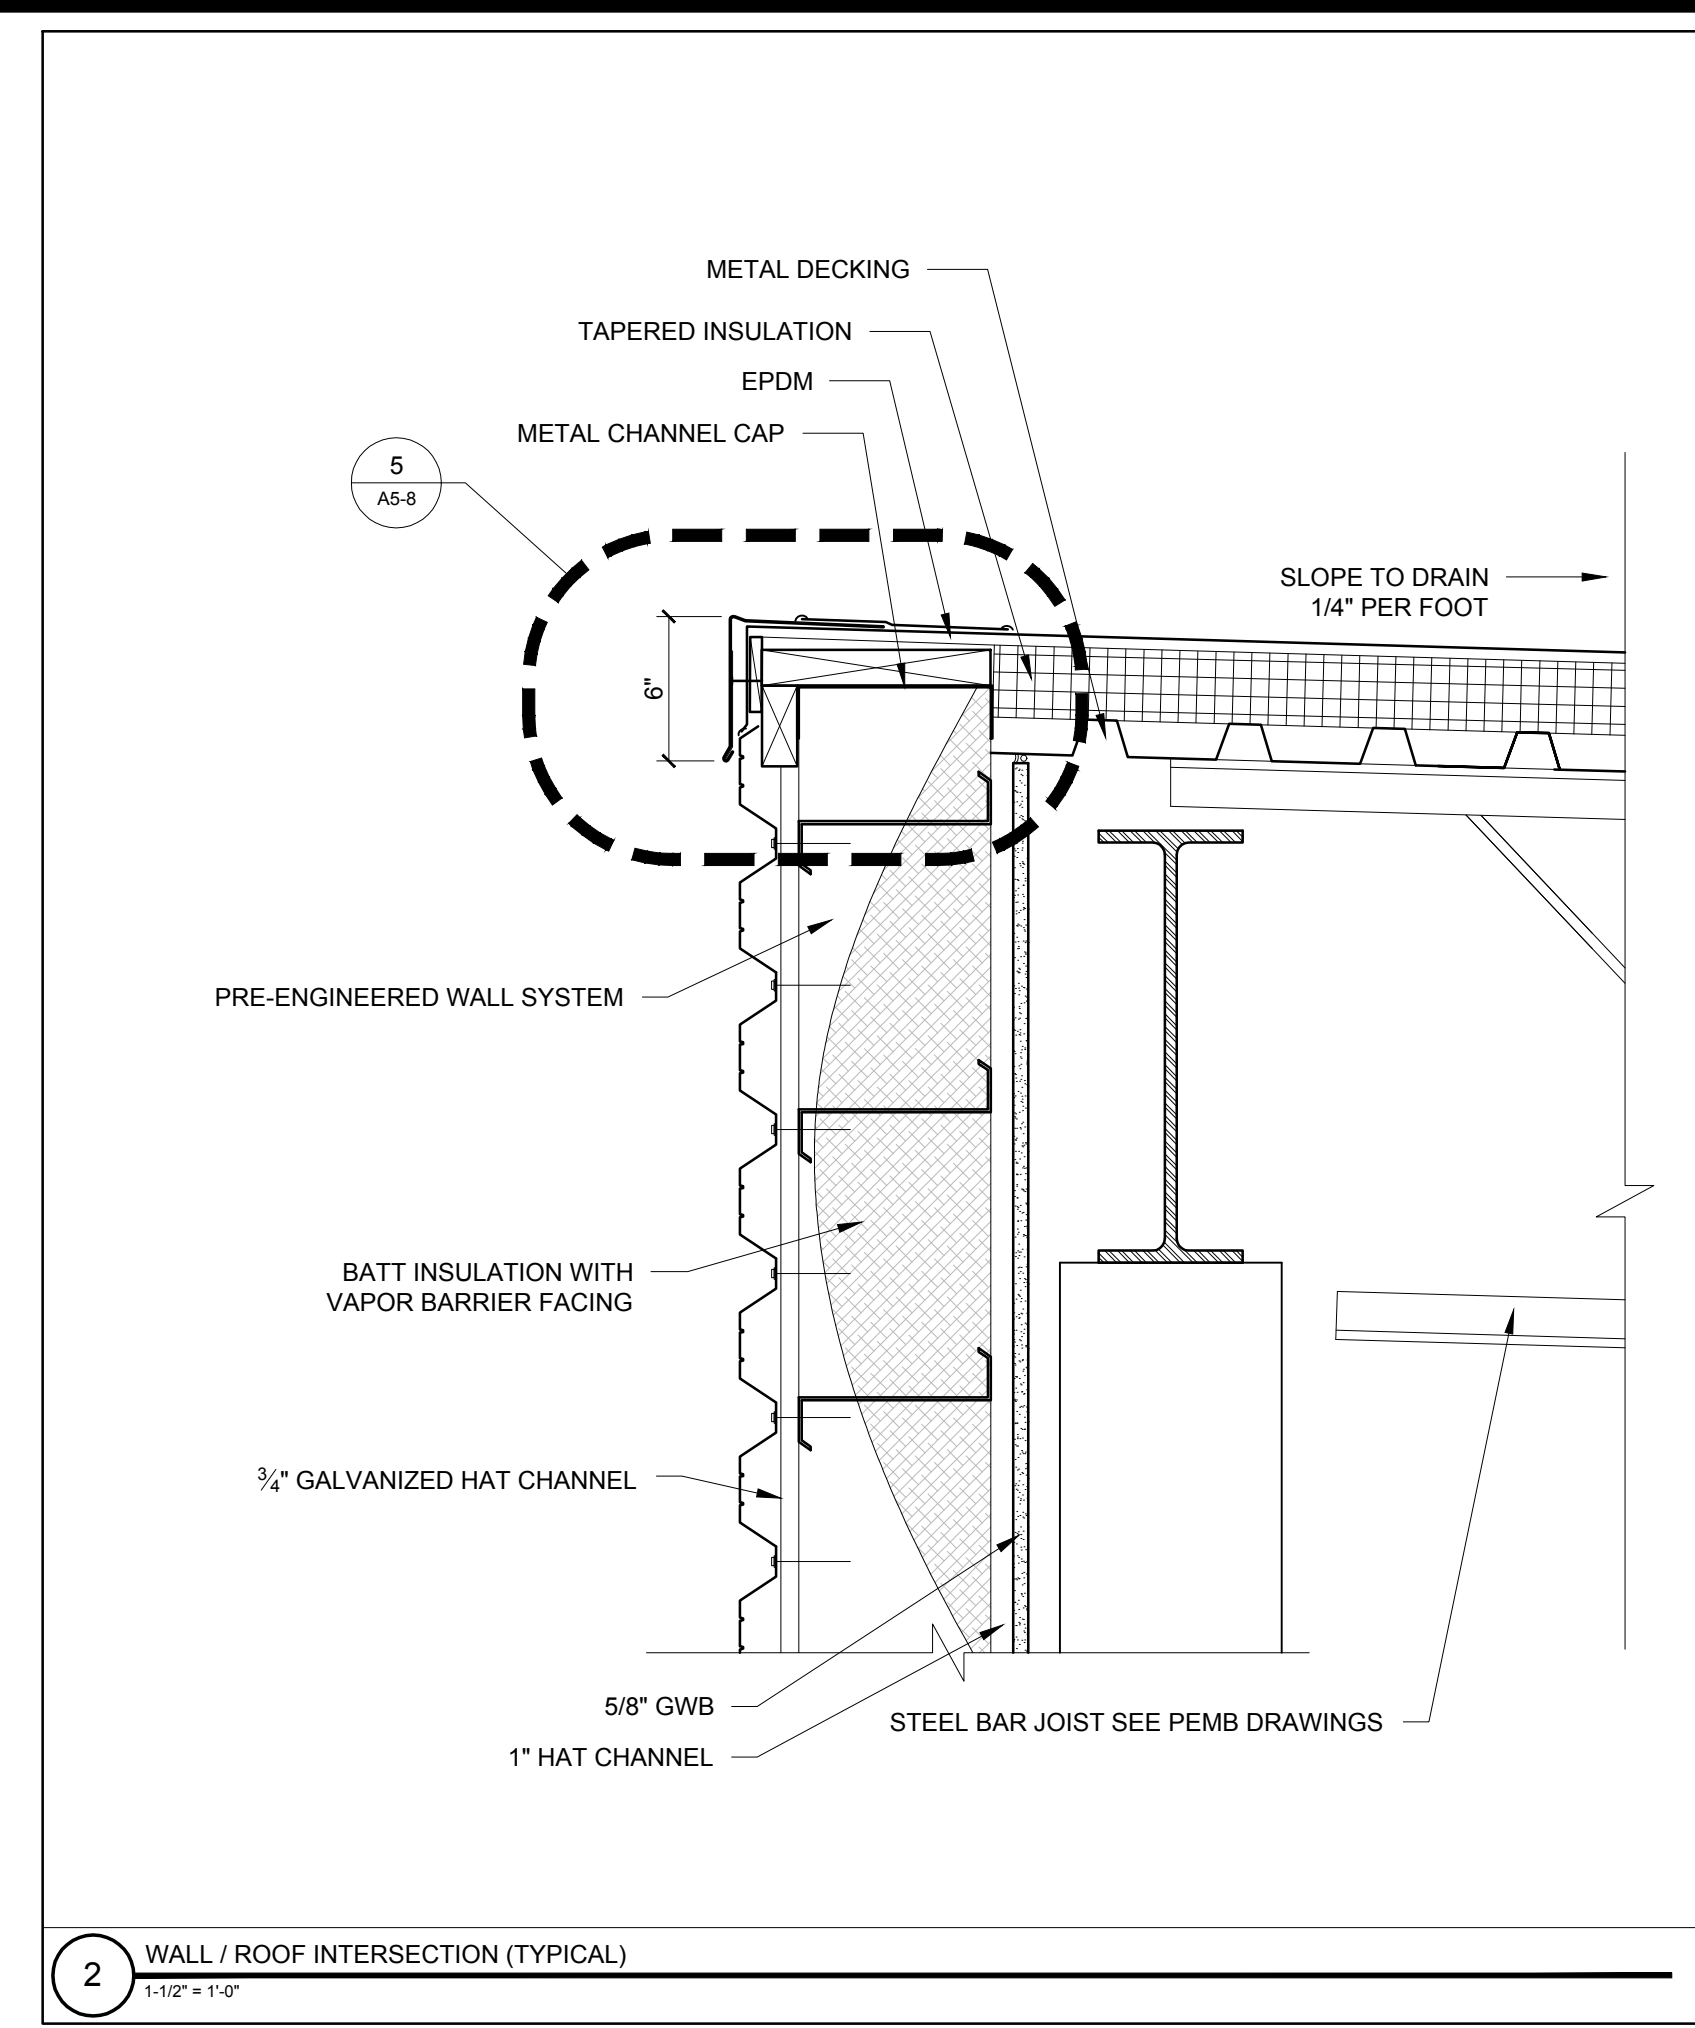 METAL DECKING
TAPERED INSULATION
EPDM
METAL CHANNEL CAP
5
A5-8
SLOPE TO DRAIN
1/4" PER FOOT
6"
PRE-ENGINEERED WALL SYSTEM
BATT INSULATION WITH
VAPOR BARRIER FACING
3⁄4" GALVANIZED HAT CHANNEL
5/8" GWB
STEEL BAR JOIST SEE PEMB DRAWINGS
1" HAT CHANNEL
2
WALL / ROOF INTERSECTION (TYPICAL)
1-1/2" = 1'-0"